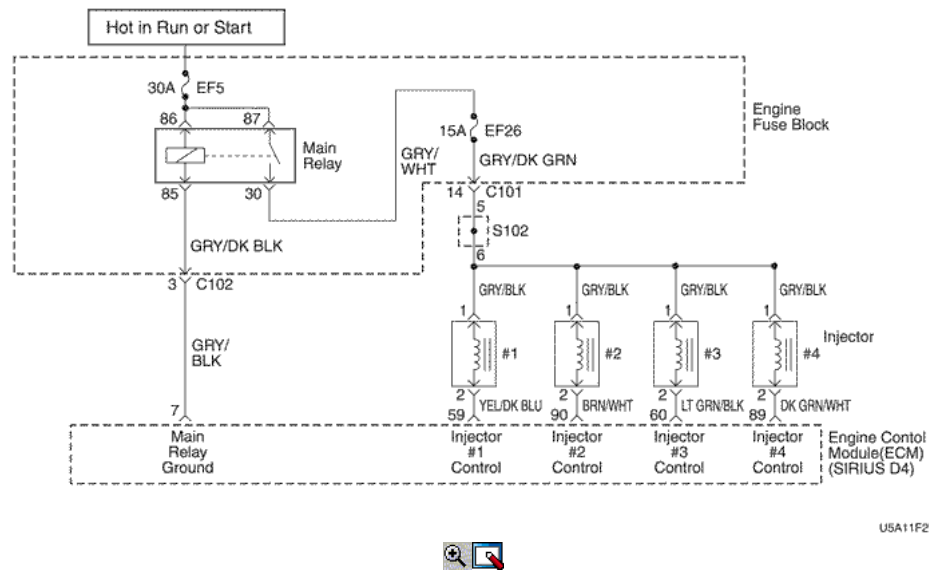 Hot in Run or Start
30A EF5
86 87
Main
Relay
85 30
15A EF26
Engine
Fuse Block
GRY/
WHT
GRY/DK GRN
14 C101
5
S102
6
GRY/DK BLK
3 C102
GRY/BLK GRY/BLK GRY/BLK GRY/BLK
1 1 1 1
GRY/
BLK
Injector
#1 #2 #3 #4
2 2 2 2
YEL/DK BLU BRN/WHT LT GRN/BLK DK GRN/WHT
7 59 90 60 89
Main
Relay
Ground
Injector
#1
Control
Injector
#2
Control
Injector
#3
Control
Injector
#4
Control
Engine Contol
Module(ECM)
(SIRIUS D4)
U5A11F2